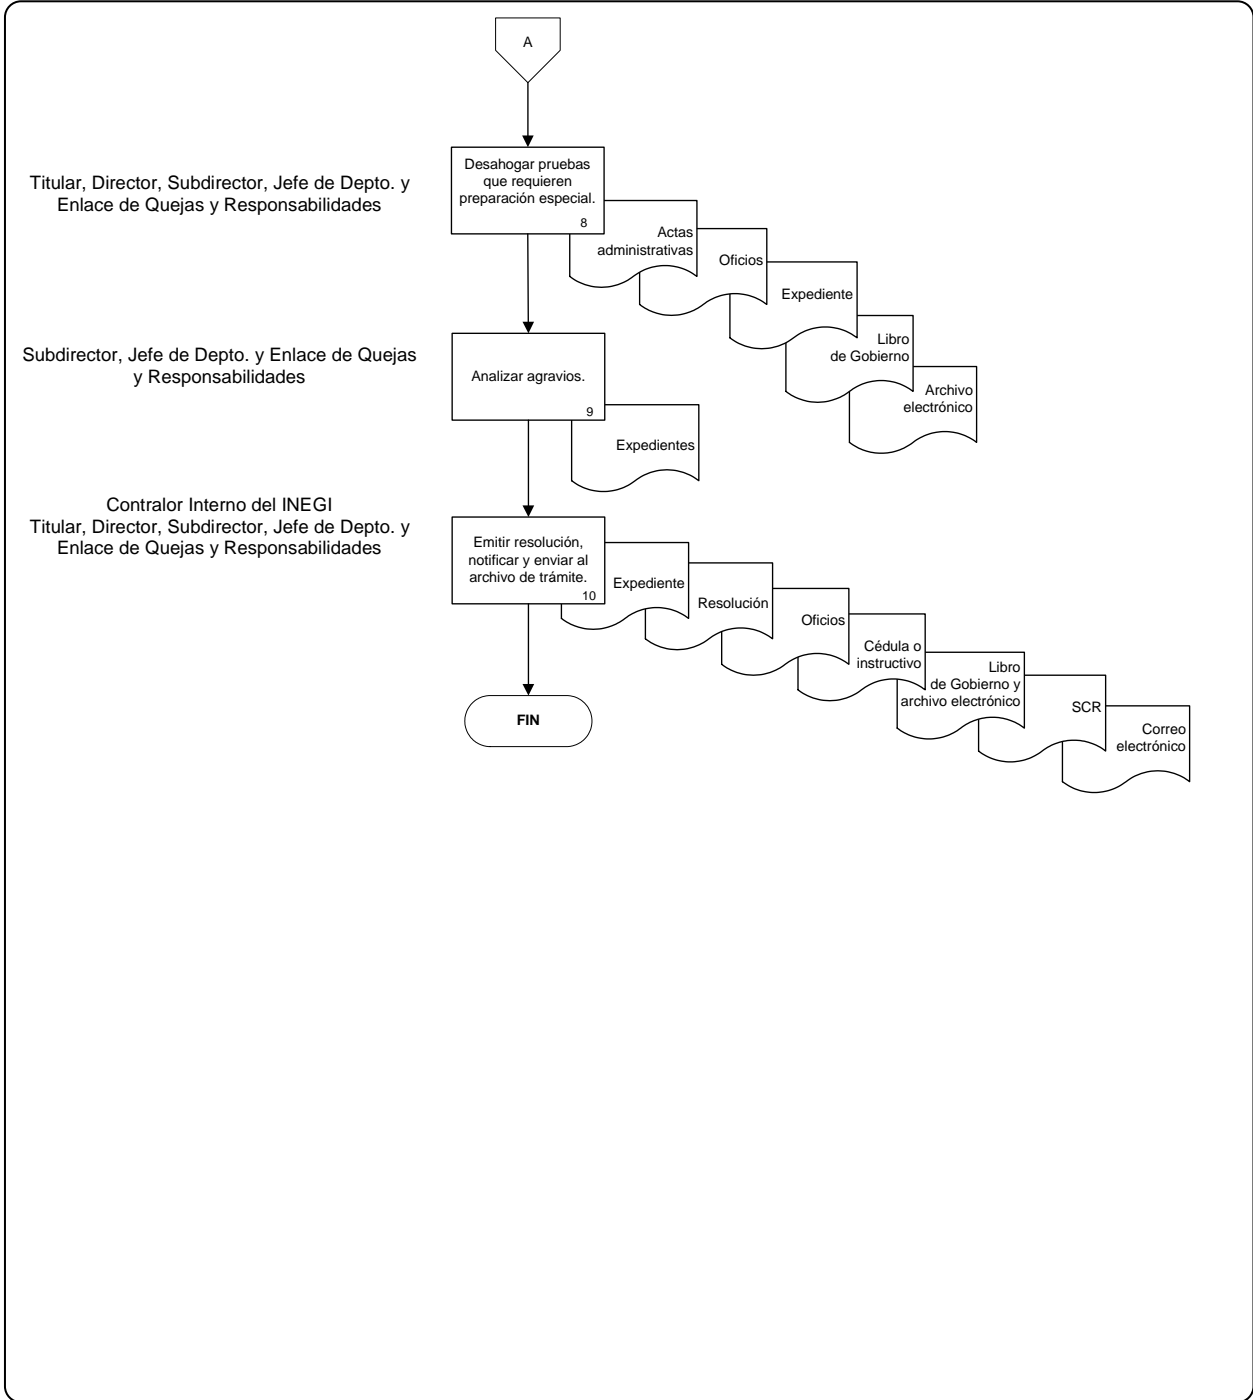 A
Titular, Director, Subdirector, Jefe de Depto. y
Enlace de Quejas y Responsabilidades
Desahogar pruebas
que requieren
preparación especial.
8
Actas
administrativas
Oficios
Expediente
Libro
de Gobierno
Archivo
electrónico
Subdirector, Jefe de Depto. y Enlace de Quejas
y Responsabilidades
Analizar agravios.
9
Expedientes
Contralor Interno del INEGI
Titular, Director, Subdirector, Jefe de Depto. y
Enlace de Quejas y Responsabilidades
Emitir resolución,
notificar y enviar al
archivo de trámite.
10
Expediente
Resolución
Oficios
Cédula o
instructivo
Libro
de Gobierno y
archivo electrónico
SCR
Correo
electrónico
FIN